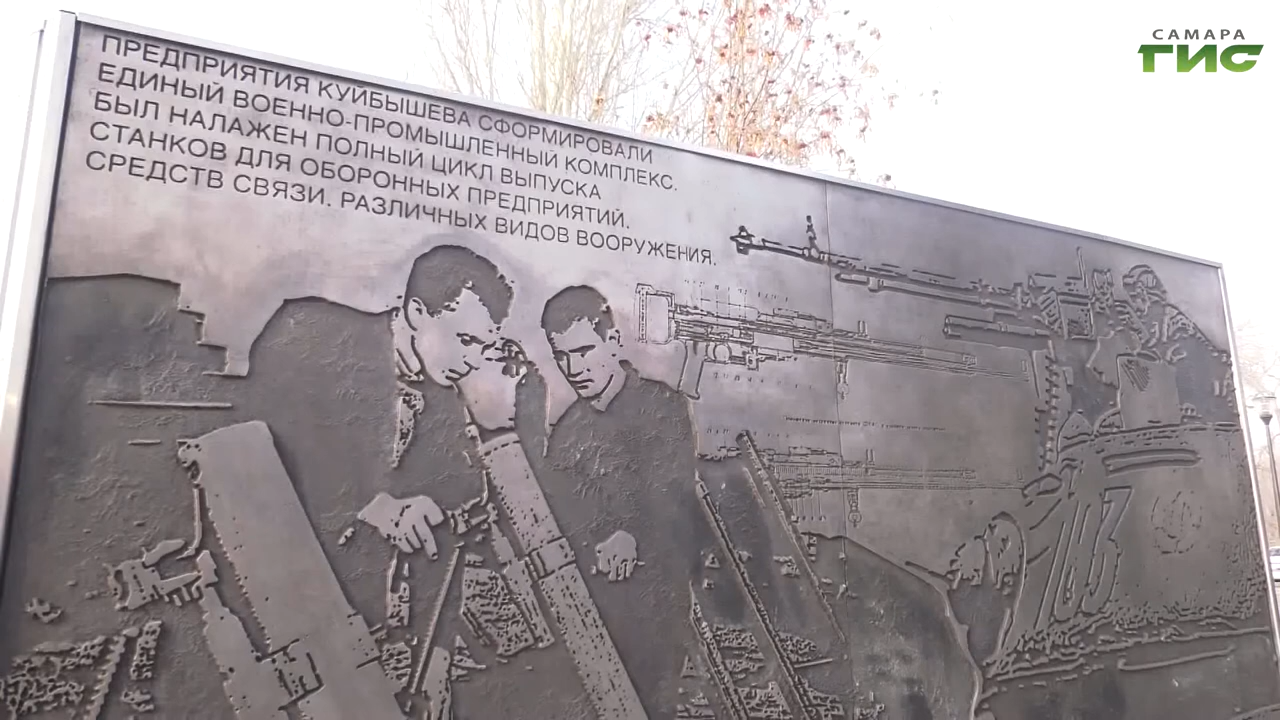 САМАРА
ГИС
ПРЕДПРИЯТИЯ КУЙБЫШЕВА СФОРМИРОВАЛИ
ЕДИНЫЙ ВОЕННО-ПРОМЫШЛЕННЫЙ КОМПЛЕКС.
БЫЛ НАЛАЖЕН ПОЛНЫЙ ЦИКЛ ВЫПУСКА
СТАНКОВ ДЛЯ ОБОРОННЫХ ПРЕДПРИЯТИЙ.
СРЕДСТВ СВЯЗИ. РАЗЛИЧНЫХ ВИДОВ ВООРУЖЕНИЯ.
163